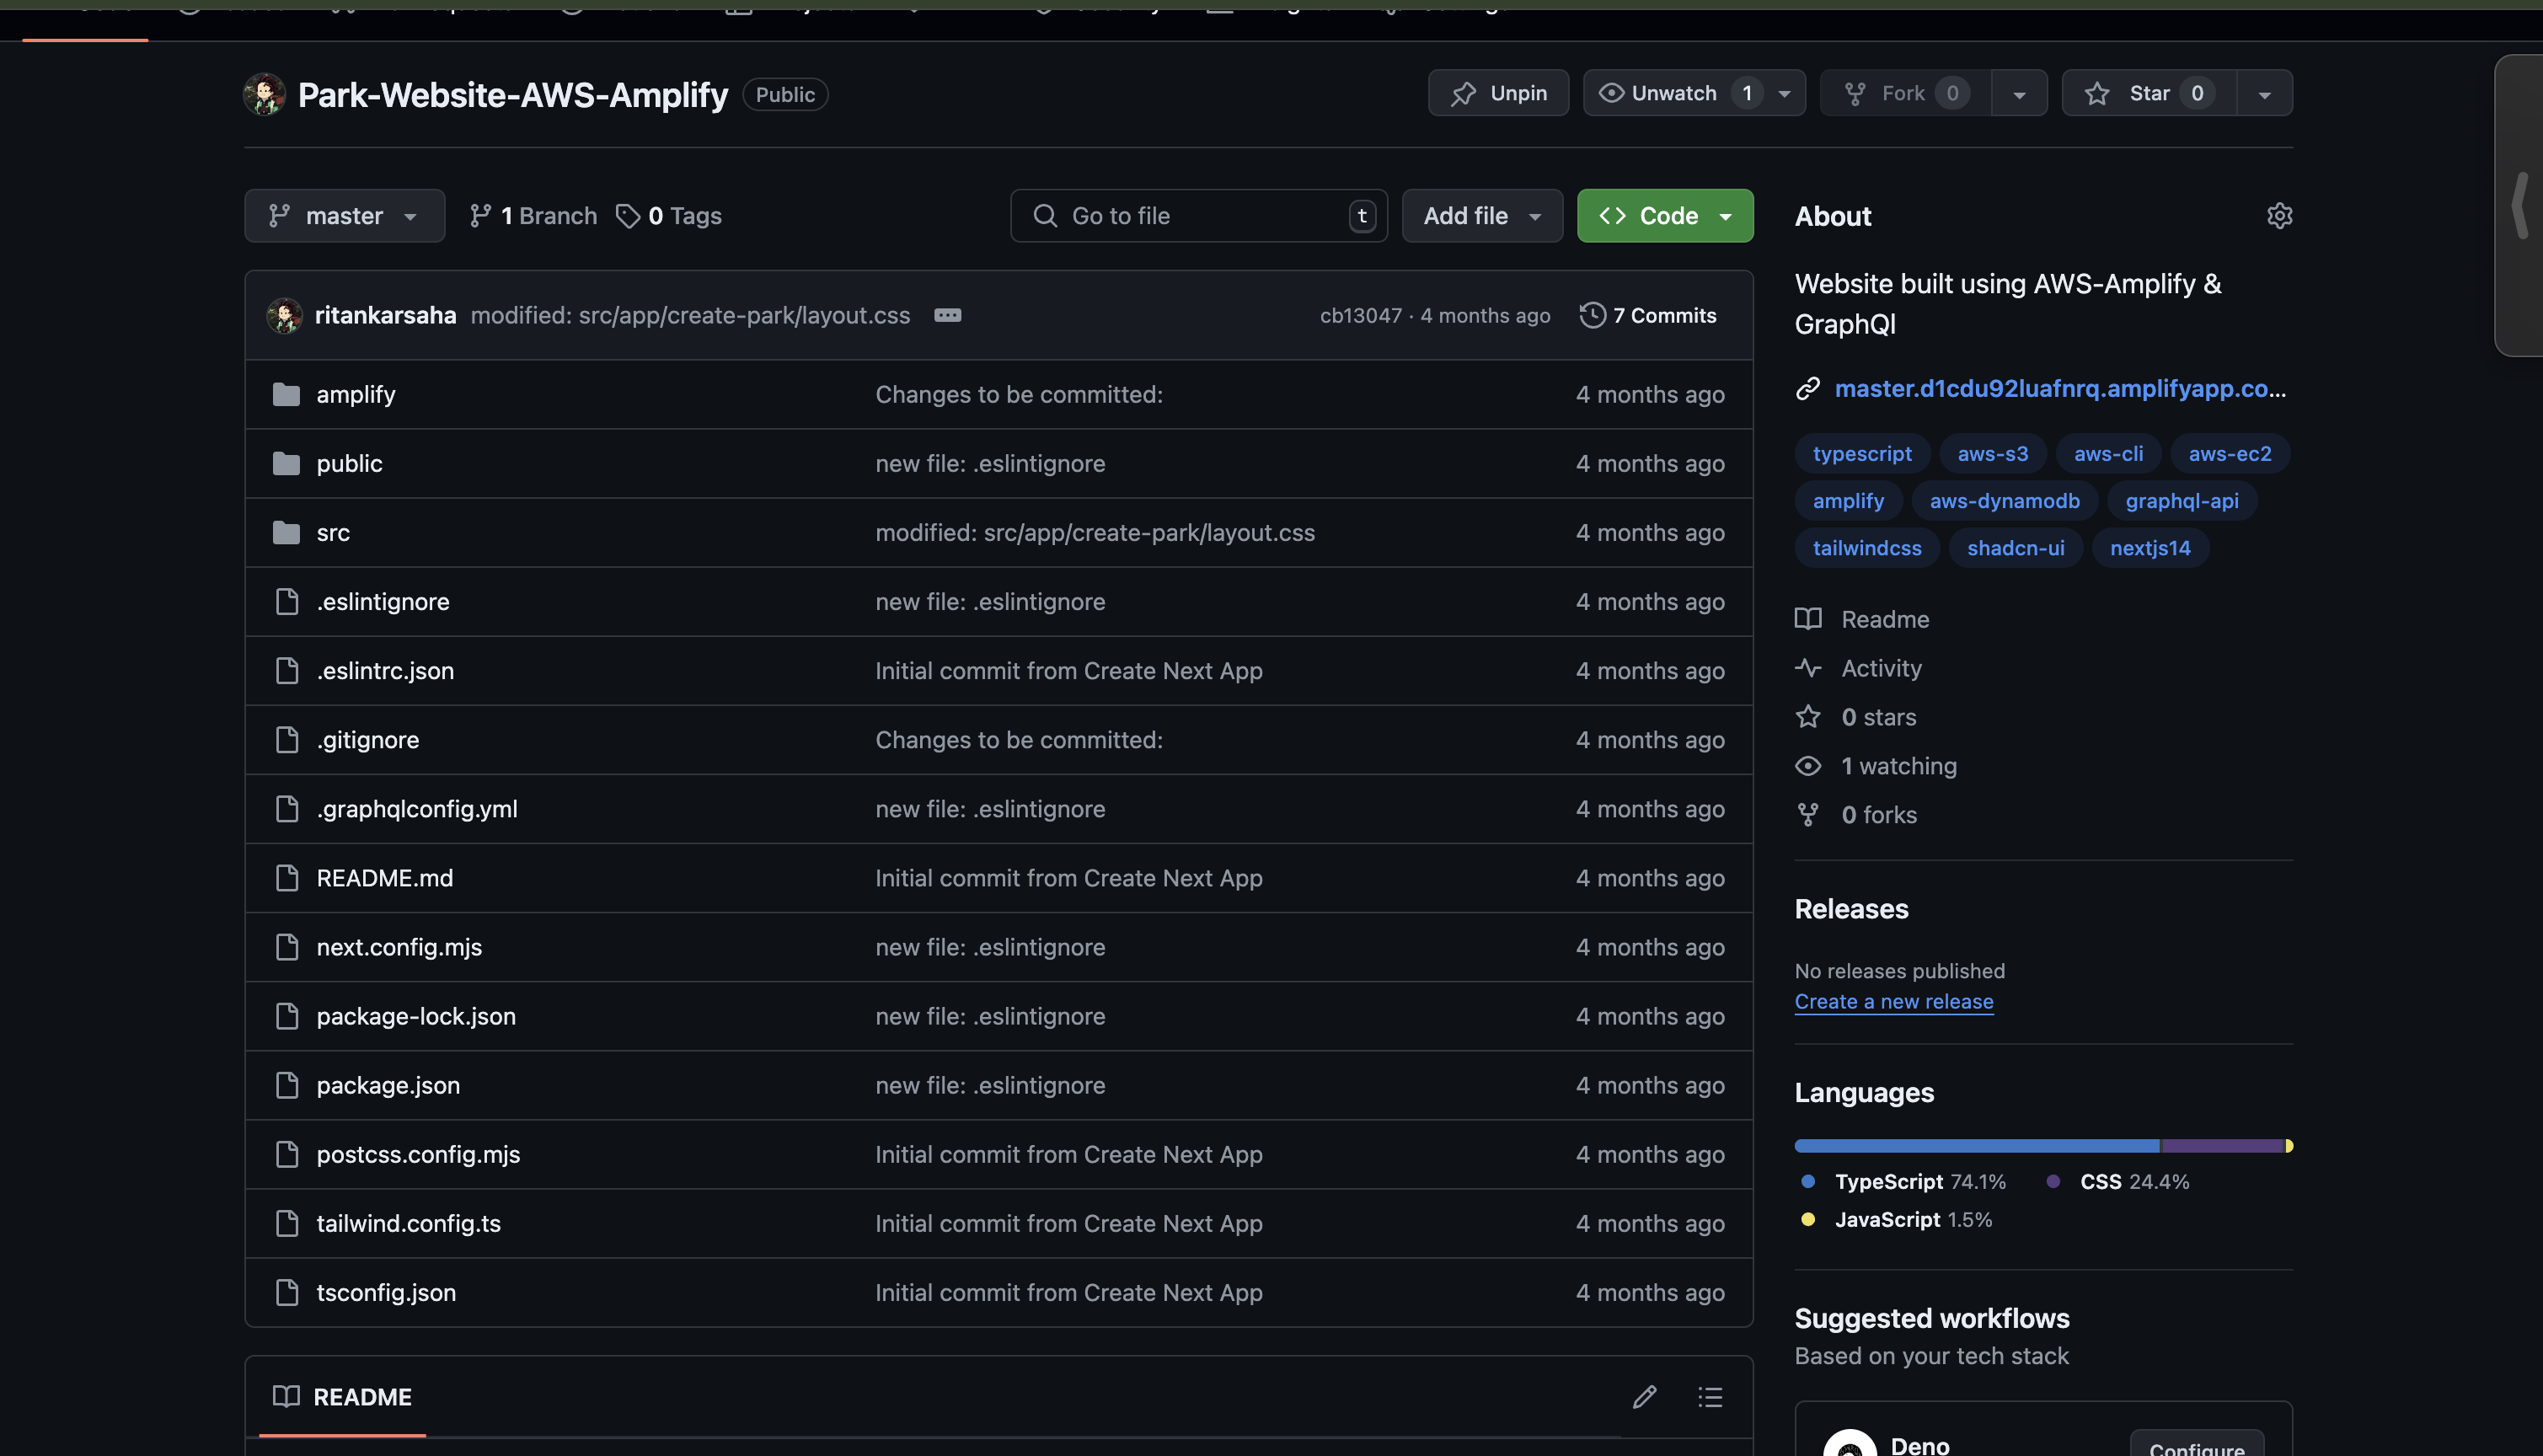 Park-Website-AWS-Amplify Public
Unpin Unwatch 1 Fork 0 Star 0
master 1 Branch 0 Tags Go to file t Add file Code
ritankarsaha modified: src/app/create-park/layout.css cb13047 · 4 months ago 7 Commits
amplify Changes to be committed: 4 months ago
public new file: .eslintignore 4 months ago
src modified: src/app/create-park/layout.css 4 months ago
.eslintignore new file: .eslintignore 4 months ago
.eslintrc.json Initial commit from Create Next App 4 months ago
.gitignore Changes to be committed: 4 months ago
.graphqlconfig.yml new file: .eslintignore 4 months ago
README.md Initial commit from Create Next App 4 months ago
next.config.mjs new file: .eslintignore 4 months ago
package-lock.json new file: .eslintignore 4 months ago
package.json new file: .eslintignore 4 months ago
postcss.config.mjs Initial commit from Create Next App 4 months ago
tailwind.config.ts Initial commit from Create Next App 4 months ago
tsconfig.json Initial commit from Create Next App 4 months ago
README
About
Website built using AWS-Amplify &
GraphQl
master.d1cdu92luafnrq.amplifyapp.co...
typescript aws-s3 aws-cli aws-ec2
amplify aws-dynamodb graphql-api
tailwindcss shadcn-ui nextjs14
Readme
Activity
0 stars
1 watching
0 forks
Releases
No releases published
Create a new release
Languages
TypeScript 74.1% CSS 24.4%
JavaScript 1.5%
Suggested workflows
Based on your tech stack
Deno Configure